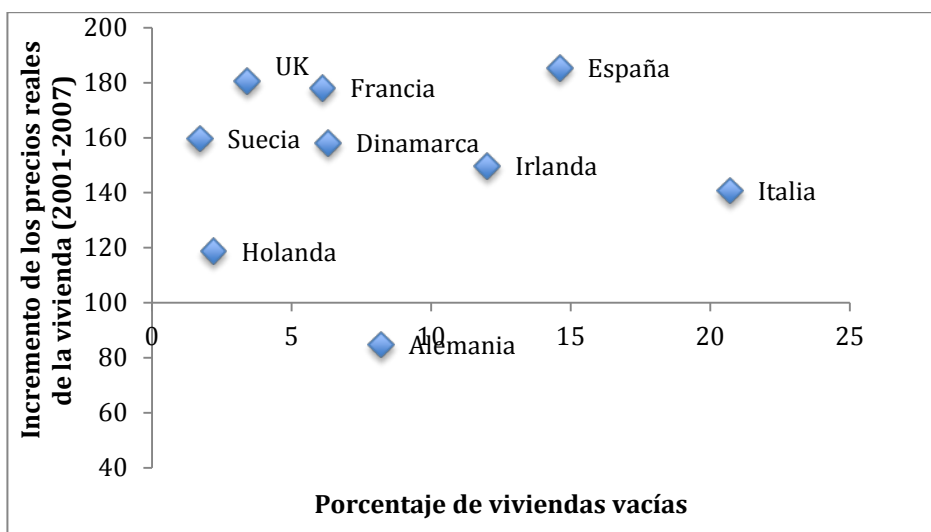 Incremento de los precios reales
de la vivienda (2001-2007)
200
180
160
140
120
100
80
60
40
UK
Francia
España
Suecia
Dinamarca
Irlanda
Italia
Holanda
0 5 10 15 20 25
Alemania
Porcentaje de viviendas vacías